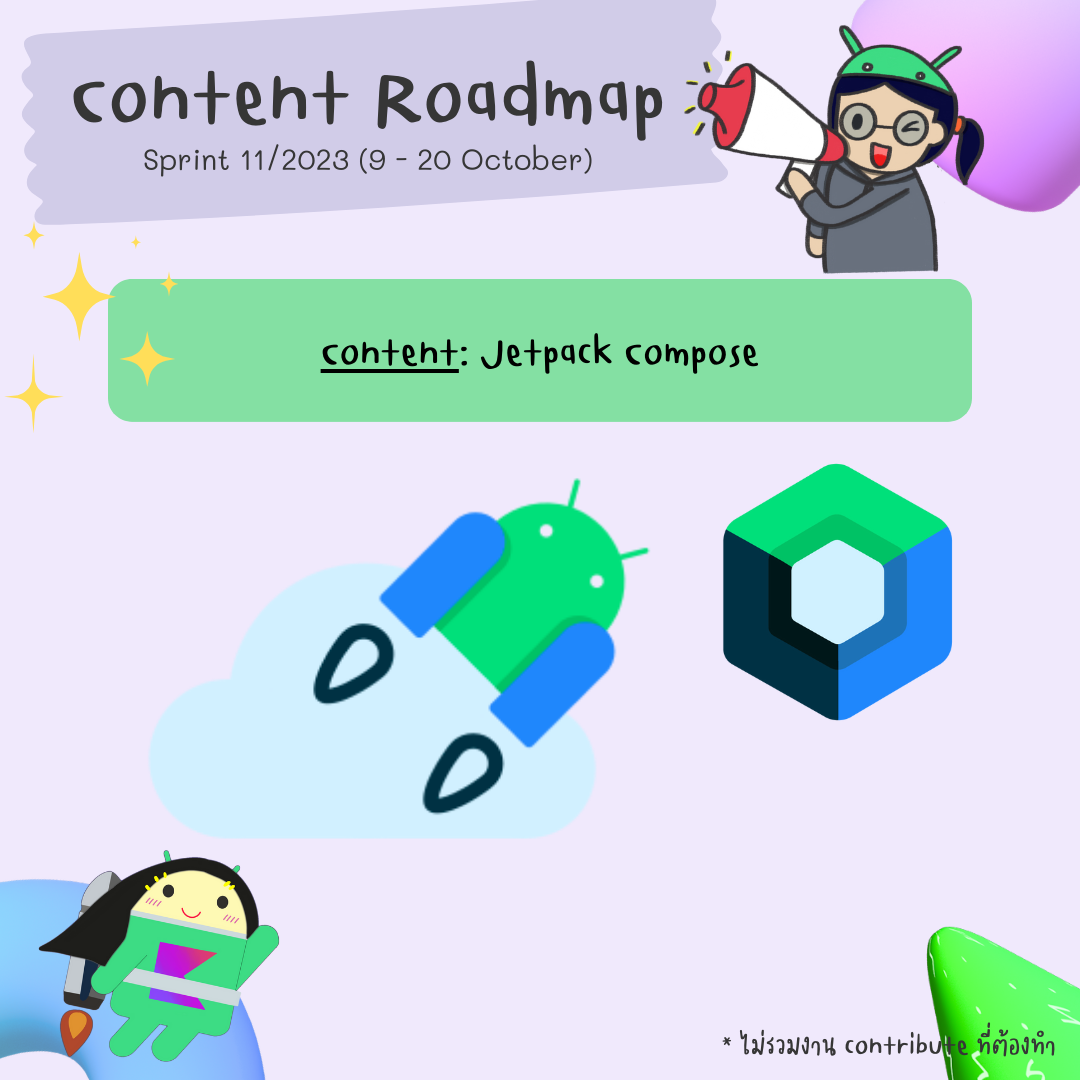 Content Roadmap
Sprint 11/2023 (9 - 20 October)
Content: Jetpack Compose
* ไม่รวมงาน contribute ที่ต้องทำ